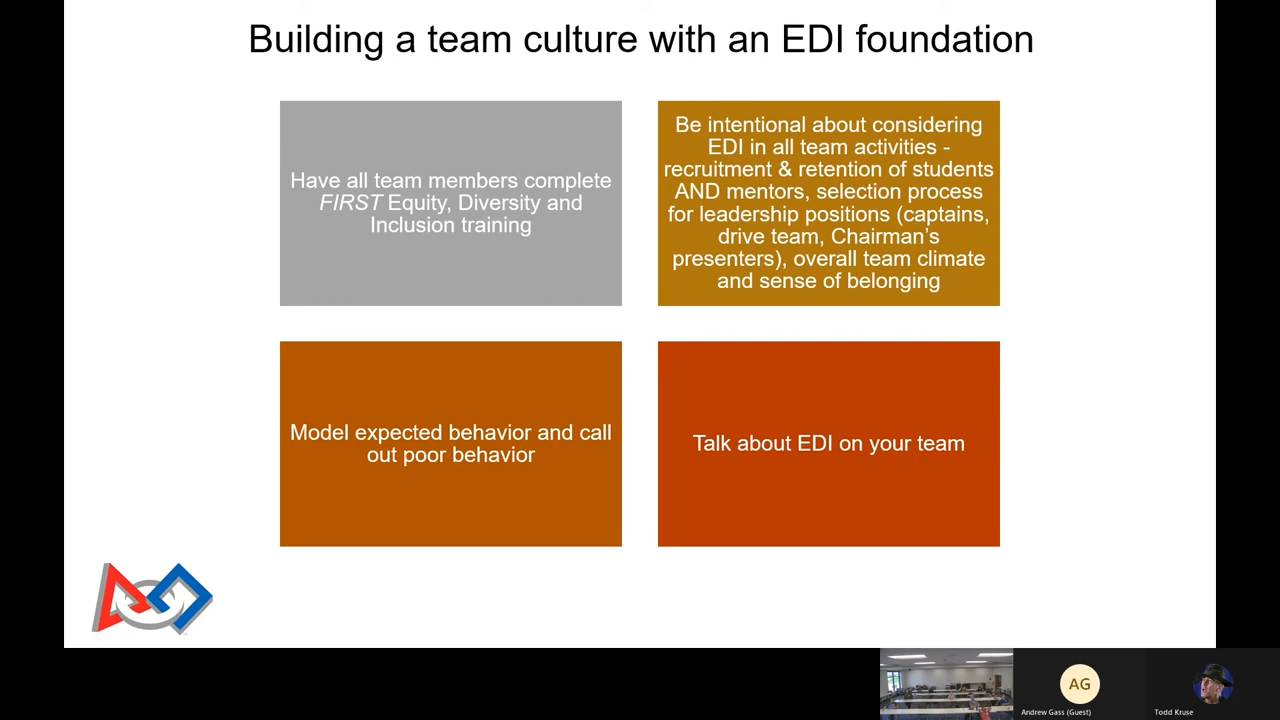 Building a team culture with an EDI foundation
Have all team members complete
FIRST Equity, Diversity and
Inclusion training
Be intentional about considering
EDI in all team activities -
recruitment & retention of students
AND mentors, selection process
for leadership positions (captains,
drive team, Chairman’s
presenters), overall team climate
and sense of belonging
Model expected behavior and call
out poor behavior
Talk about EDI on your team
AG
Andrew Gass (Guest)
Todd Kruse